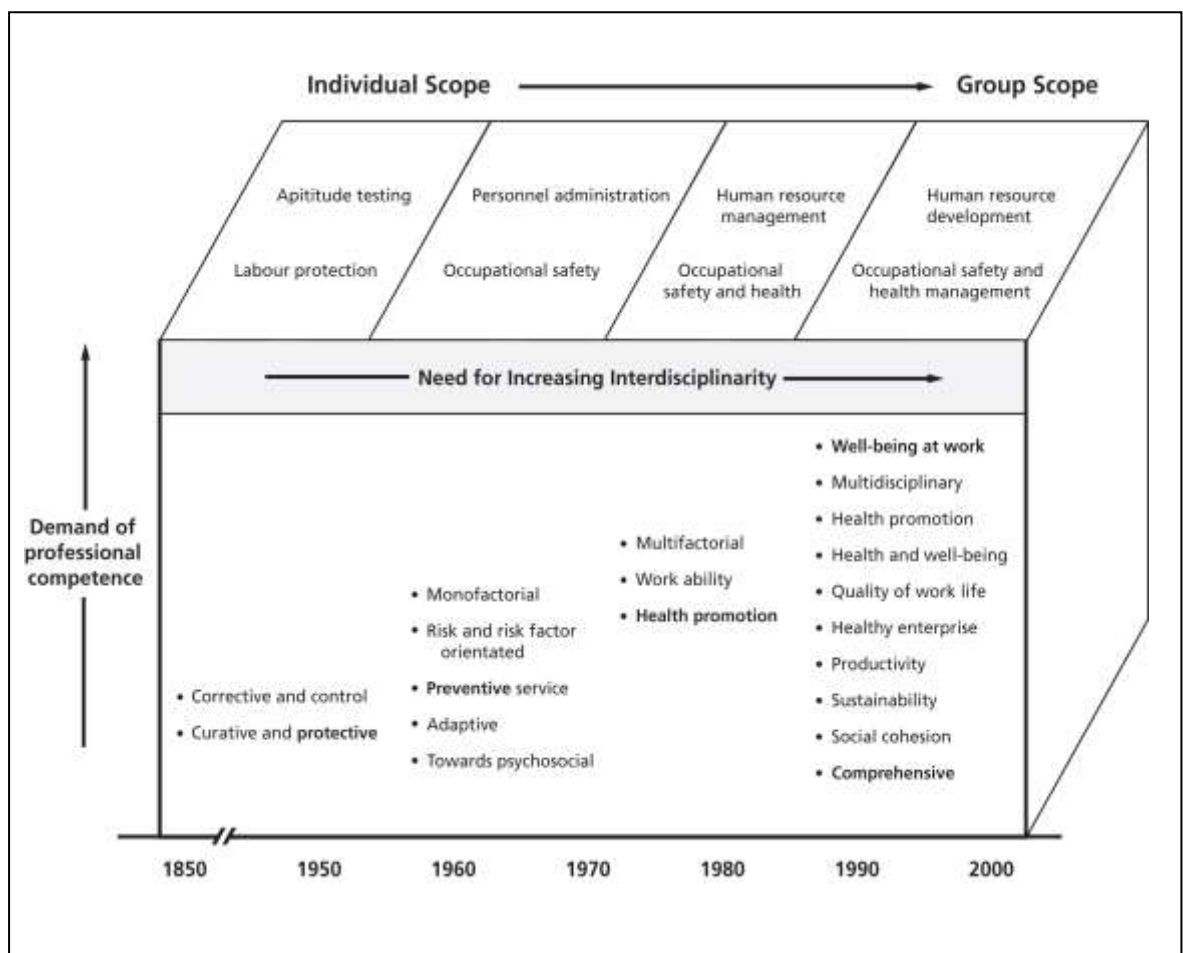 Individual Scope
Group Scope
Apititude testing
Personnel administration
Human resource
management
Human resource
development
Labour protection
Occupational safety
Occupational
safety and health
Occupational safety and
health management
Need for Increasing Interdisciplinarity
Demand of
professional
competence
• Corrective and control
• Curative and protective
• Monofactorial
• Risk and risk factor
orientated
• Preventive service
• Adaptive
• Towards psychosocial
• Multifactorial
• Work ability
• Health promotion
• Well-being at work
• Multidisciplinary
• Health promotion
• Health and well-being
• Quality of work life
• Healthy enterprise
• Productivity
• Sustainability
• Social cohesion
• Comprehensive
1850 1950 1960 1970 1980 1990 2000